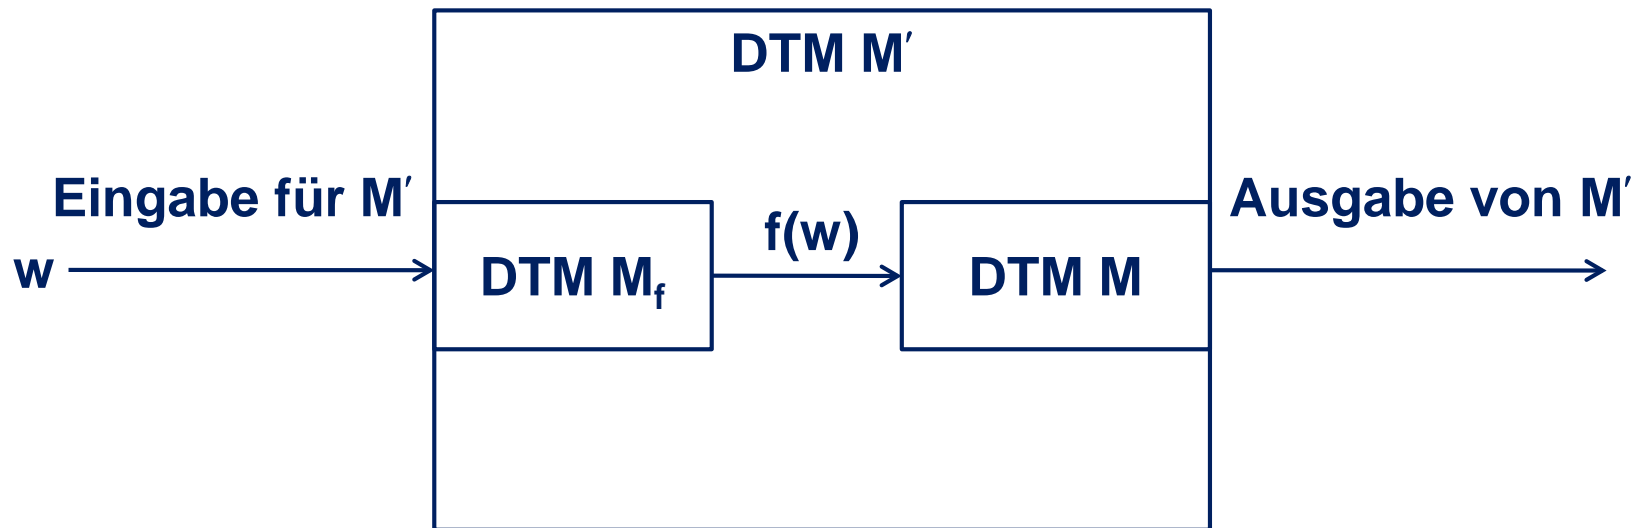 DTM M′
Eingabe für M′
Ausgabe von M′
f(w)
w
DTM Mf
DTM M